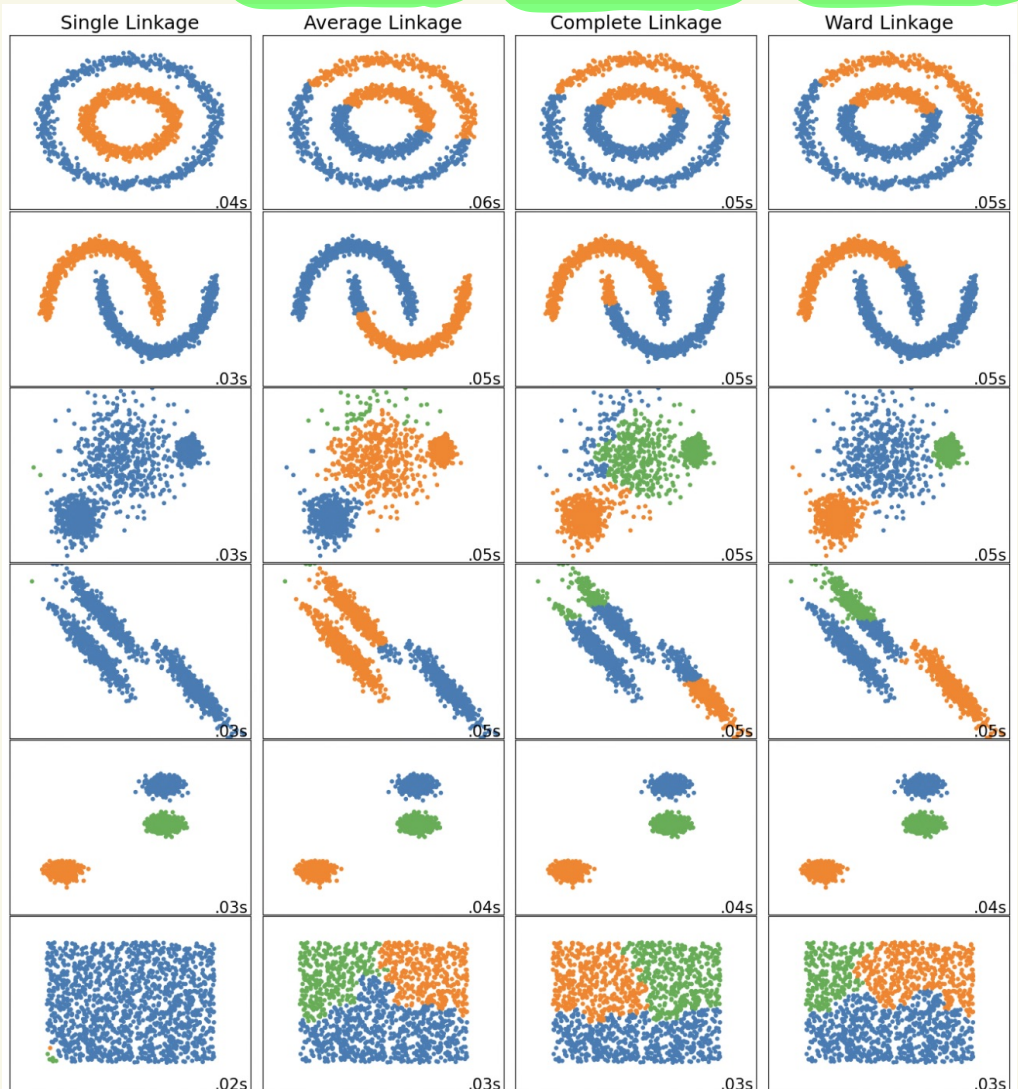 Single Linkage Average Linkage Complete Linkage Ward Linkage
.04s .06s .05s .05s
.03s .05s .05s .05s
.03s .05s .05s .05s
.03s .05s .05s .05s
.03s .04s .04s .04s
.02s .03s .03s .03s